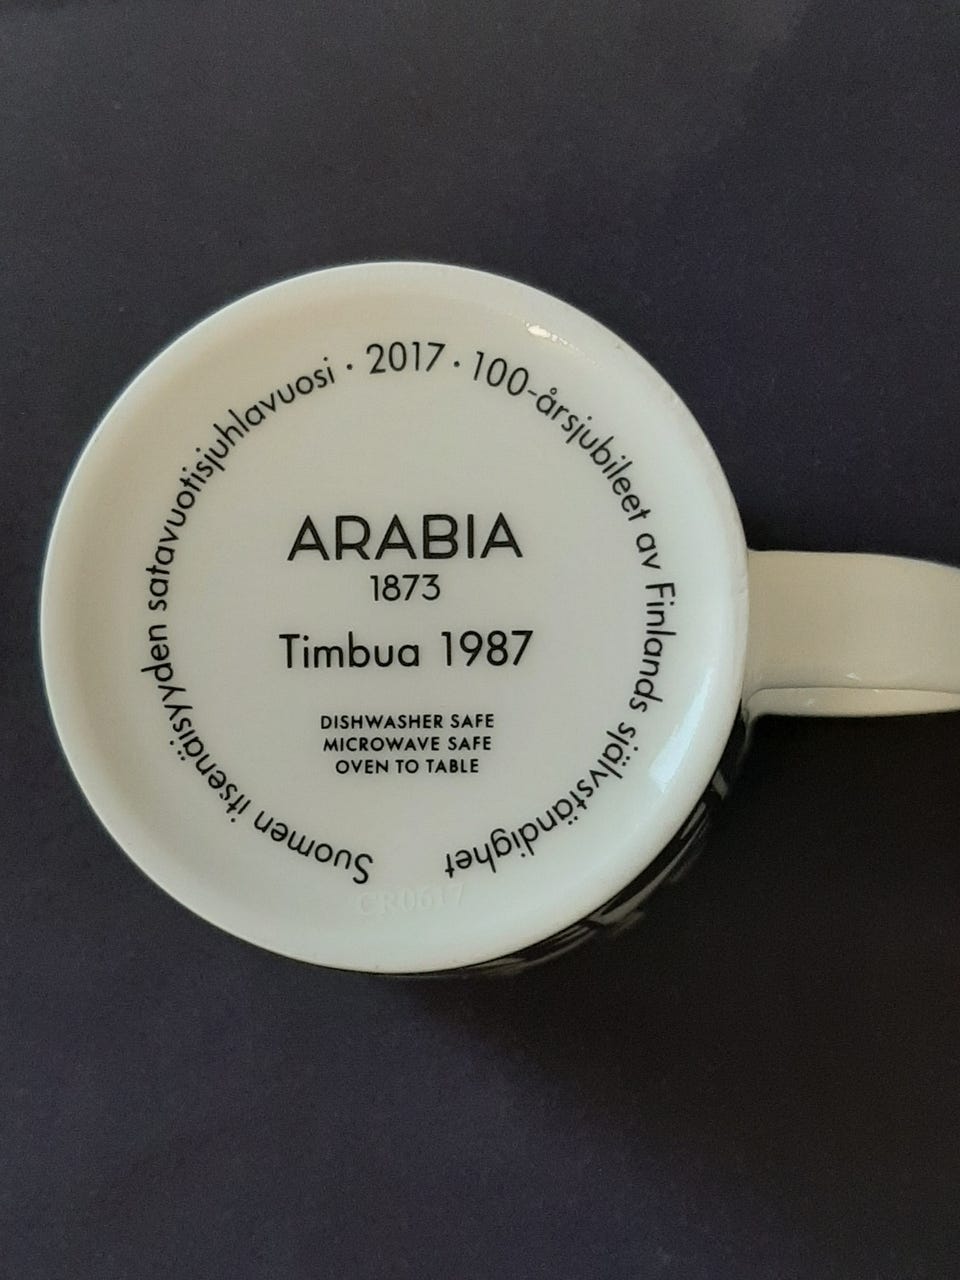 Suomen itsenäisyyden satavuotisjuhlavuosi · 2017 · 100-årsjubileet av Finlands självständighet
ARABIA
1873
Timbua 1987
DISHWASHER SAFE
MICROWAVE SAFE
OVEN TO TABLE
CR0617